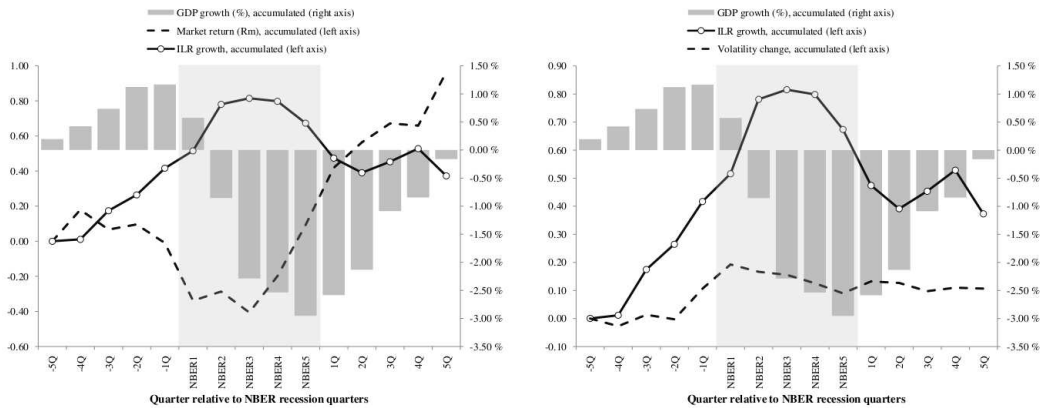 GDP growth (%), accumulated (right axis)
Market return (Rm), accumulated (left axis)
ILR growth, accumulated (left axis)
1.00
0.80
0.60
0.40
0.20
0.00
-0.20
-0.40
-0.60
1.50 %
1.00 %
0.50 %
0.00 %
-0.50 %
-1.00 %
-1.50 %
-2.00 %
-2.50 %
-3.00 %
-3.50 %
-5Q
-4Q
-3Q
-2Q
-1Q
NBER1
NBER2
NBER3
NBER4
NBER5
1Q
2Q
3Q
4Q
5Q
Quarter relative to NBER recession quarters
GDP growth (%), accumulated (right axis)
ILR growth, accumulated (left axis)
Volatility change, accumulated (left axis)
0.90
0.80
0.70
0.60
0.50
0.40
0.30
0.20
0.10
0.00
-0.10
1.50 %
1.00 %
0.50 %
0.00 %
-0.50 %
-1.00 %
-1.50 %
-2.00 %
-2.50 %
-3.00 %
-3.50 %
-5Q
-4Q
-3Q
-2Q
-1Q
NBER1
NBER2
NBER3
NBER4
NBER5
1Q
2Q
3Q
4Q
5Q
Quarter relative to NBER recession quarters